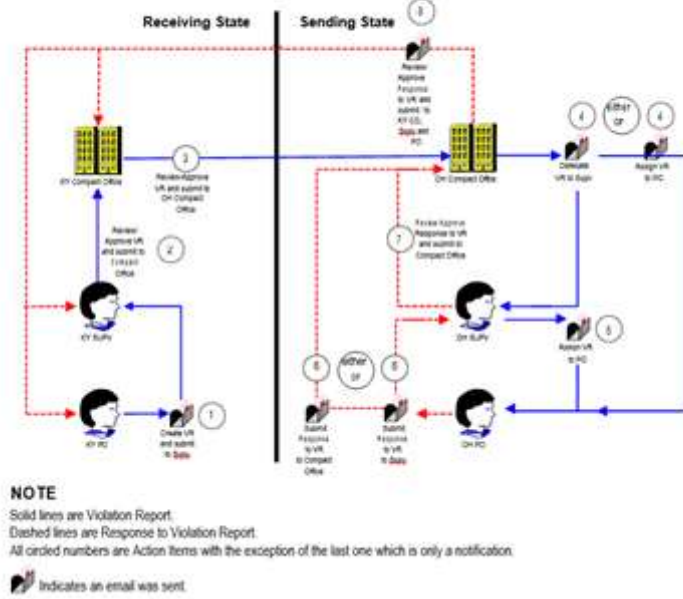 Receiving State
Sending State
8
Review
Approve
Response
to VR and
submit to
KY CO,
Supv and
PO
4
either
or
4
KY Compact Office
3
Review-Approve
VR and submit to
OH Compact
Office
OH Compact Office
Delegate
VR to Supv
Assign VR
to PO
Review
Approve VR
and submit to
Compact
Office
2
7
Review Approve
Response to VR
and submit to
Compact Office
KY SUPV
OH SUPV
5
Assign VR
to PO
6
either
or
6
KY PO
1
Create VR
and submit
to Supv
Submit
Response
to VR
to Compact
Office
Submit
Response
to VR
to Supv
OH PO
NOTE
Solid lines are Violation Report.
Dashed lines are Response to Violation Report.
All circled numbers are Action Items with the exception of the last one which is only a notification.
Indicates an email was sent.